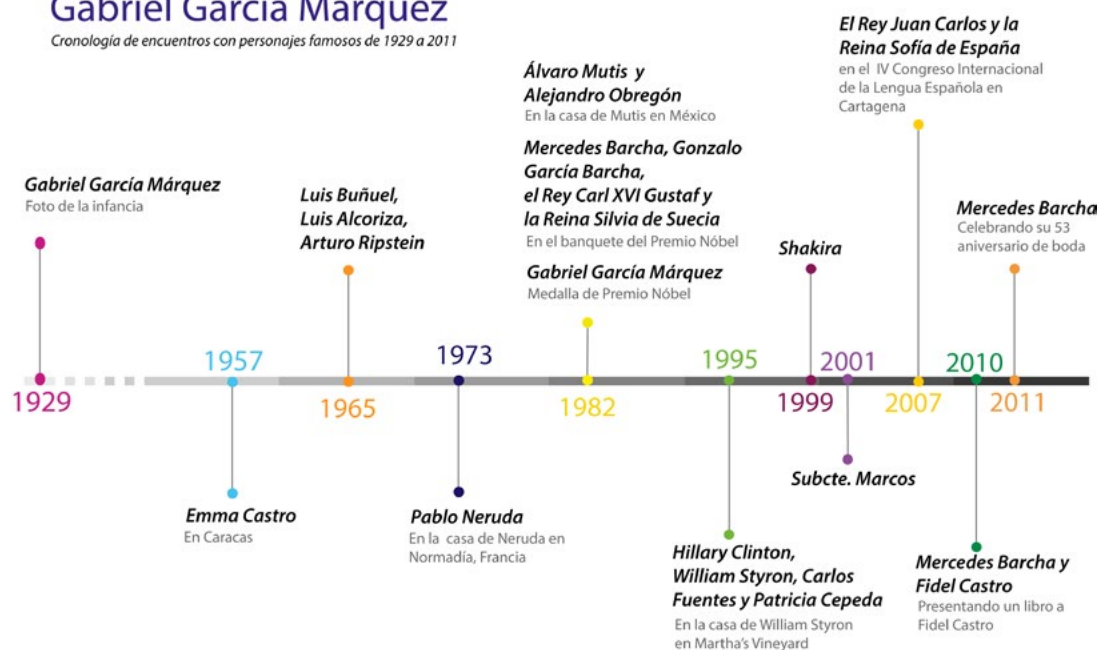 Gabriel García Márquez
Cronología de encuentros con personajes famosos de 1929 a 2011
Gabriel García Márquez
Foto de la infancia
1929
1957
Emma Castro
En Caracas
Luis Buñuel,
Luis Alcoriza,
Arturo Ripstein
1965
1973
Pablo Neruda
En la casa de Neruda en
Normadía, Francia
Álvaro Mutis y
Alejandro Obregón
En la casa de Mutis en México
Mercedes Barcha, Gonzalo
García Barcha,
el Rey Carl XVI Gustaf y
la Reina Silvia de Suecia
En el banquete del Premio Nóbel
Gabriel García Márquez
Medalla de Premio Nóbel
1982
1995
Hillary Clinton,
William Styron, Carlos
Fuentes y Patricia Cepeda
En la casa de William Styron
en Martha's Vineyard
Shakira
1999
2001
Subcte. Marcos
El Rey Juan Carlos y la
Reina Sofía de España
en el IV Congreso Internacional
de la Lengua Española en
Cartagena
2007
2010
Mercedes Barcha y
Fidel Castro
Presentando un libro a
Fidel Castro
Mercedes Barcha
Celebrando su 53
aniversario de boda
2011